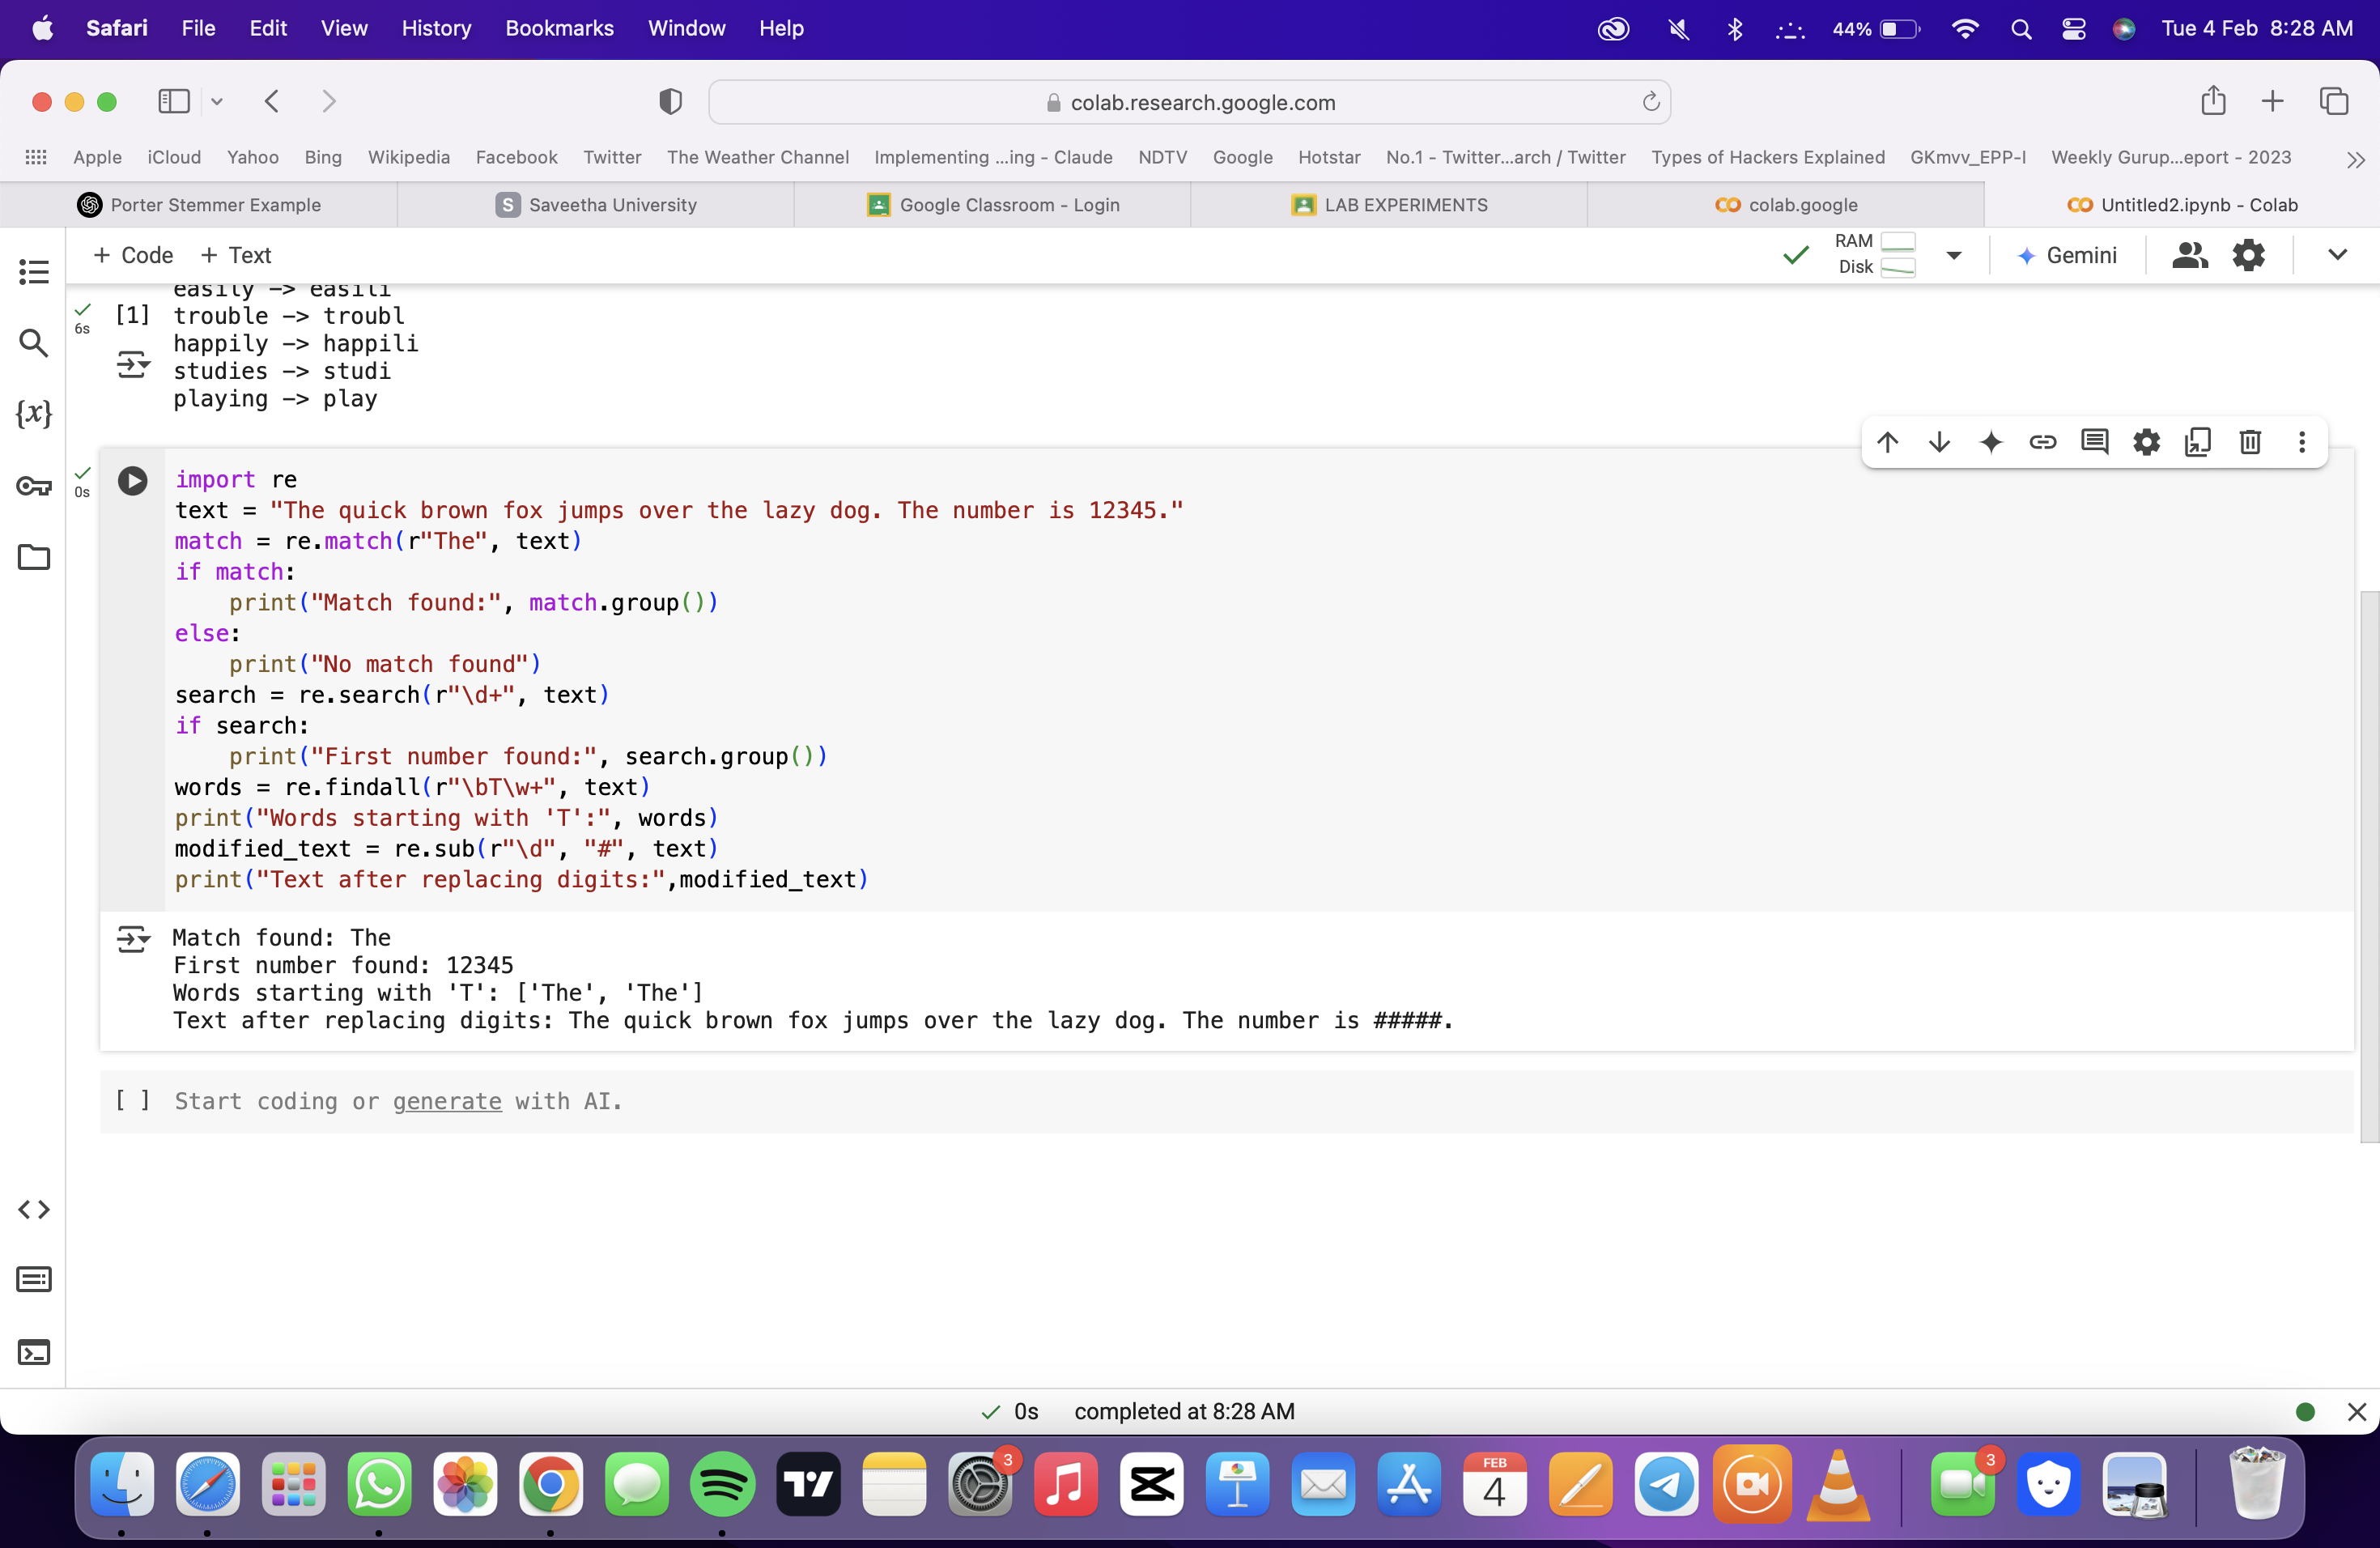 Safari File Edit View History Bookmarks Window Help 44% Tue 4 Feb 8:28 AM
colab.research.google.com
Apple iCloud Yahoo Bing Wikipedia Facebook Twitter The Weather Channel Implementing ...ing - Claude NDTV Google Hotstar No.1 - Twitter...arch / Twitter Types of Hackers Explained GKmvv_EPP-I Weekly Gurup...eport - 2023
Porter Stemmer Example S Saveetha University Google Classroom - Login LAB EXPERIMENTS colab.google Untitled2.ipynb - Colab
+ Code + Text RAM Disk Gemini
easily -> easili
6s [1] trouble -> troubl
happily -> happili
studies -> studi
playing -> play
0s import re
text = "The quick brown fox jumps over the lazy dog. The number is 12345."
match = re.match(r"The", text)
if match:
    print("Match found:", match.group())
else:
    print("No match found")
search = re.search(r"\d+", text)
if search:
    print("First number found:", search.group())
words = re.findall(r"\bT\w+", text)
print("Words starting with 'T':", words)
modified_text = re.sub(r"\d", "#", text)
print("Text after replacing digits:",modified_text)
Match found: The
First number found: 12345
Words starting with 'T': ['The', 'The']
Text after replacing digits: The quick brown fox jumps over the lazy dog. The number is #####.
[ ] Start coding or generate with AI.
0s completed at 8:28 AM
3 FEB 4 3